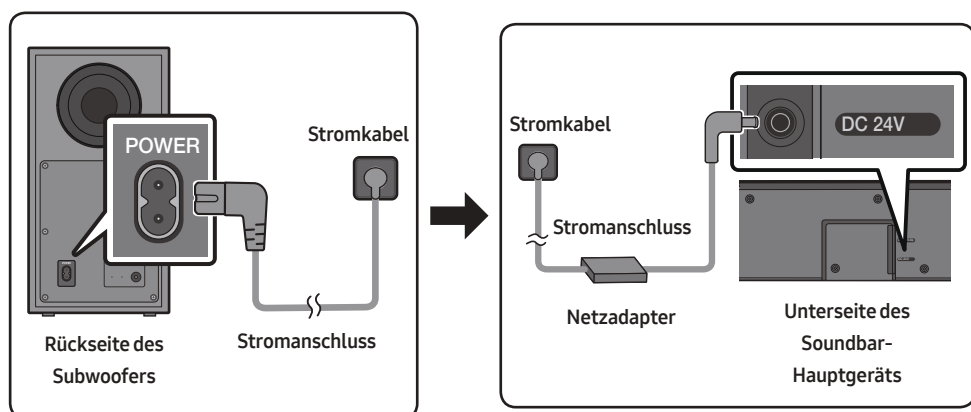 POWER
Stromkabel
Stromanschluss
Rückseite des
Subwoofers
Stromkabel
DC 24V
Stromanschluss
Netzadapter
Unterseite des
Soundbar-
Hauptgeräts